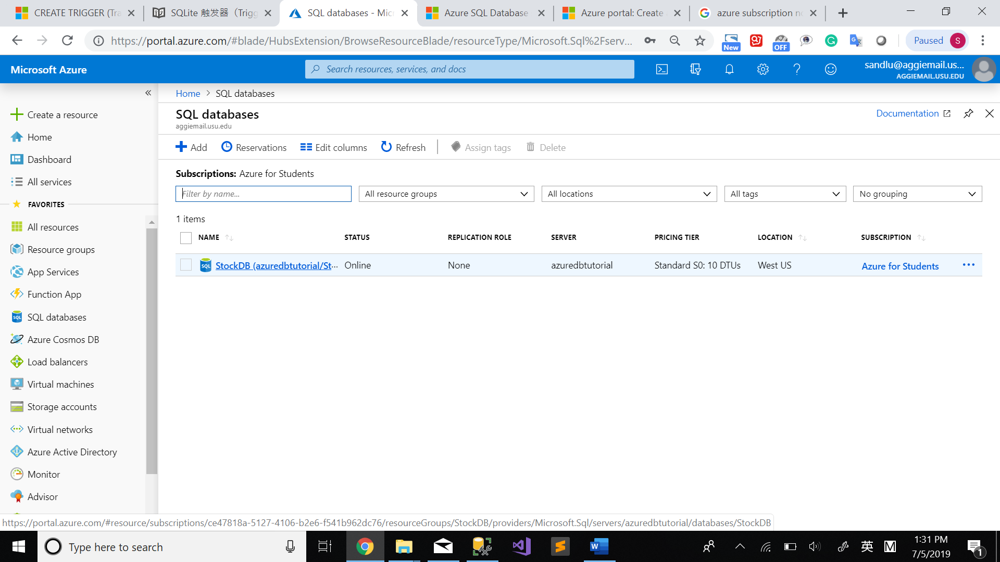 CREATE TRIGGER (Tra
SQLite 触发器（Trigg
SQL databases - Mic
Azure SQL Database
Azure portal: Create
azure subscription no
https://portal.azure.com/#blade/HubsExtension/BrowseResourceBlade/resourceType/Microsoft.Sql%2Fserv...
New
OFF
Paused
S
Microsoft Azure
Search resources, services, and docs
sandlu@aggiemail.us...
AGGIEMAIL.USU.EDU
Home > SQL databases
SQL databases
aggiemail.usu.edu
Documentation
Add
Reservations
Edit columns
Refresh
Assign tags
Delete
Subscriptions: Azure for Students
Filter by name...
All resource groups
All locations
All tags
No grouping
1 items
NAME
STATUS
REPLICATION ROLE
SERVER
PRICING TIER
LOCATION
SUBSCRIPTION
SQL
StockDB (azuredbtutorial/St...
Online
None
azuredbtutorial
Standard S0: 10 DTUs
West US
Azure for Students
Create a resource
Home
Dashboard
All services
FAVORITES
All resources
Resource groups
App Services
Function App
SQL databases
Azure Cosmos DB
Load balancers
Virtual machines
Storage accounts
Virtual networks
Azure Active Directory
Monitor
Advisor
https://portal.azure.com/#resource/subscriptions/ce47818a-5127-4106-b2e6-f541b962dc76/resourceGroups/StockDB/providers/Microsoft.Sql/servers/azuredbtutorial/databases/StockDB
Type here to search
英
M
1:31 PM
7/5/2019
1